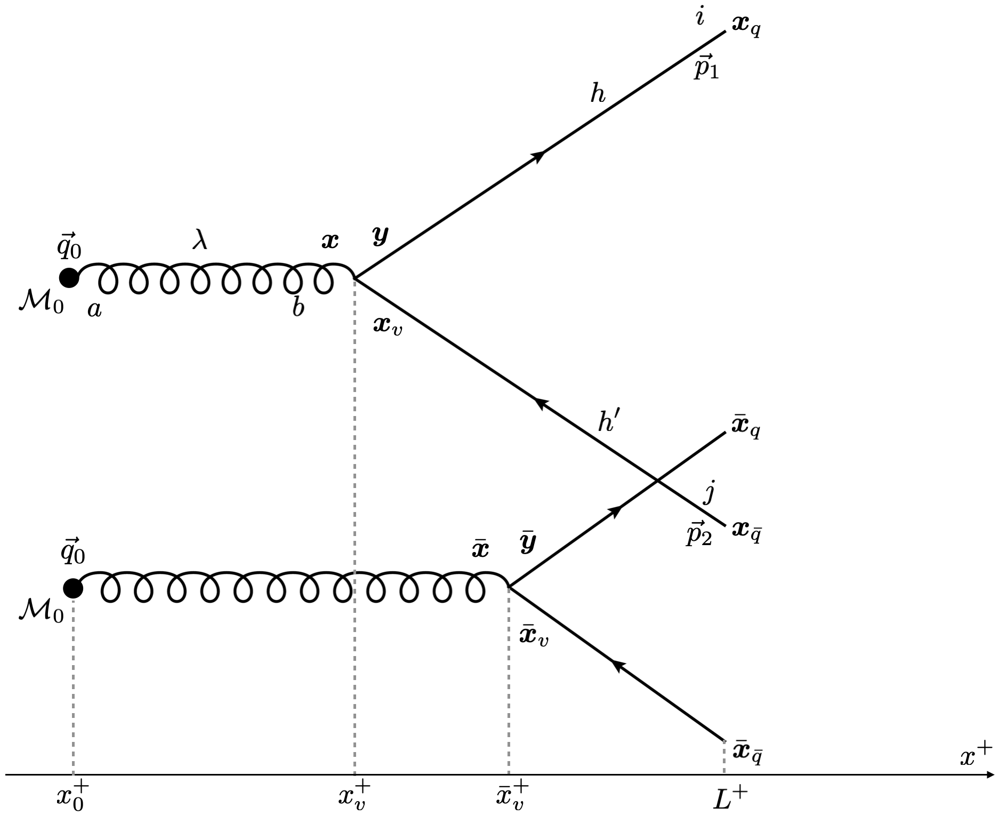 i 𝒙_q
p⃗_1
h
q⃗_0 λ 𝒙 𝒚
ℳ_0 a b 𝒙_v
h′ 𝒙̄_q
j
q⃗_0 𝒙̄ 𝒚̄ p⃗_2 𝒙_q̄
ℳ_0 𝒙̄_v
𝒙̄_q̄ x^+
x_0^+ x_v^+ x̄_v^+ L^+